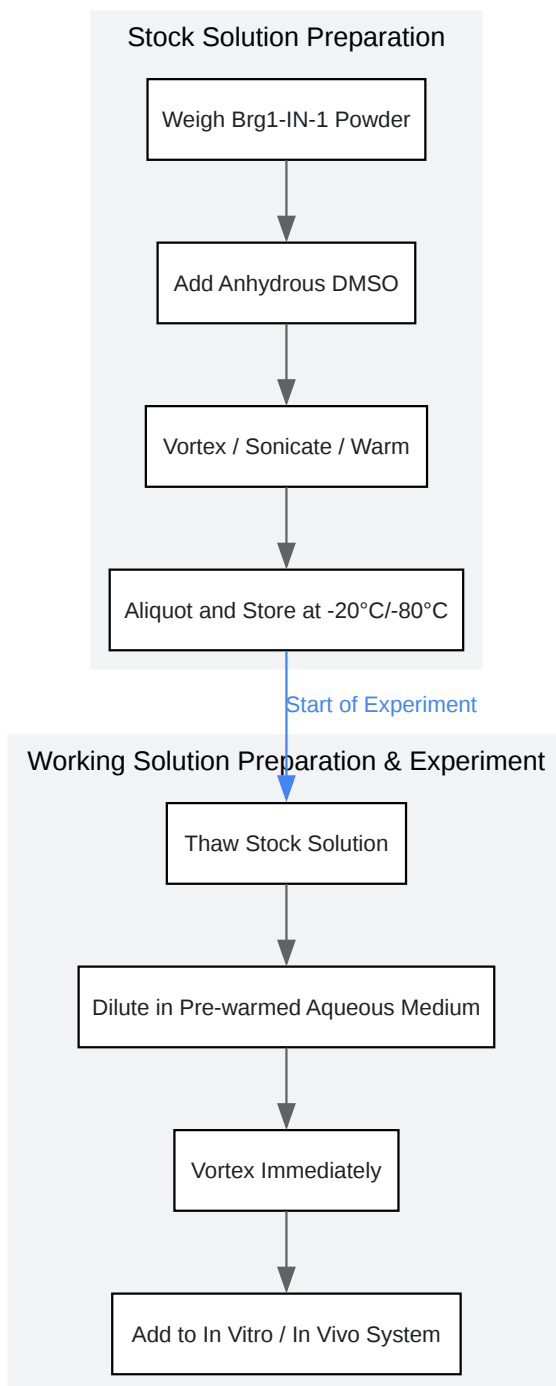 Stock Solution Preparation
Weigh Brg1-IN-1 Powder
Add Anhydrous DMSO
Vortex / Sonicate / Warm
Aliquot and Store at -20°C/-80°C
Start of Experiment
Working Solution Preparation & Experiment
Thaw Stock Solution
Dilute in Pre-warmed Aqueous Medium
Vortex Immediately
Add to In Vitro / In Vivo System